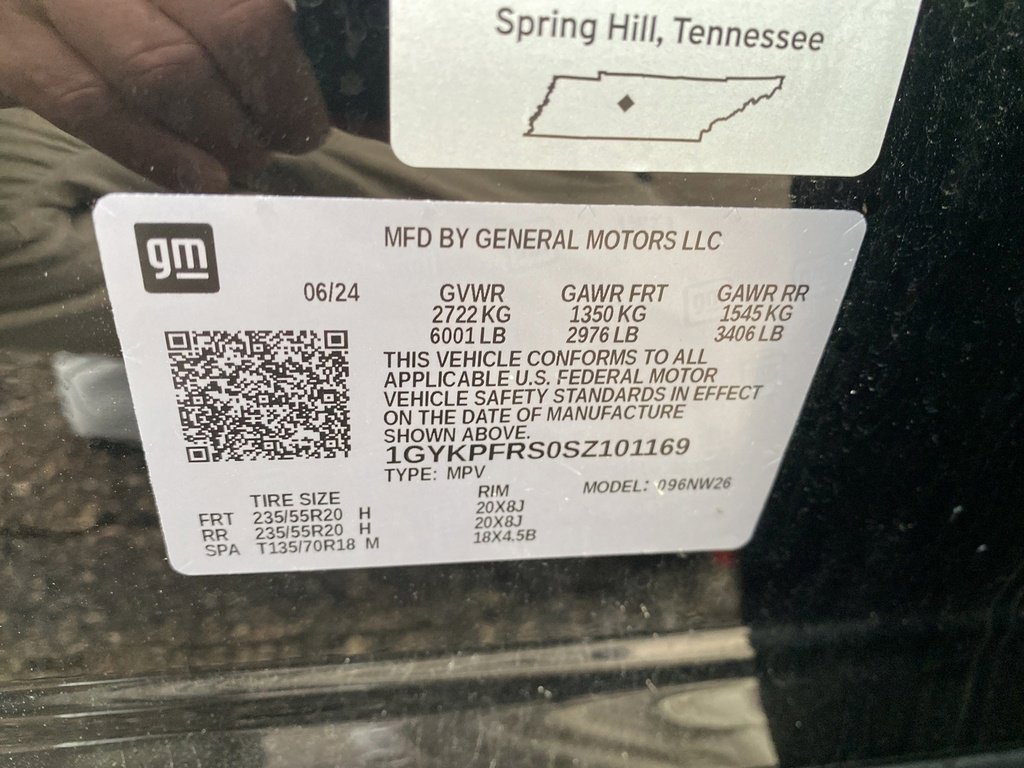 Spring Hill, Tennessee
gm
MFD BY GENERAL MOTORS LLC
06/24 GVWR GAWR FRT GAWR RR
2722 KG 1350 KG 1545 KG
6001 LB 2976 LB 3406 LB
THIS VEHICLE CONFORMS TO ALL
APPLICABLE U.S. FEDERAL MOTOR
VEHICLE SAFETY STANDARDS IN EFFECT
ON THE DATE OF MANUFACTURE
SHOWN ABOVE.
1GYKPFRS0SZ101169
TYPE: MPV
TIRE SIZE RIM MODEL: 096NW26
FRT 235/55R20 H 20X8J
RR 235/55R20 H 20X8J
SPA T135/70R18 M 18X4.5B